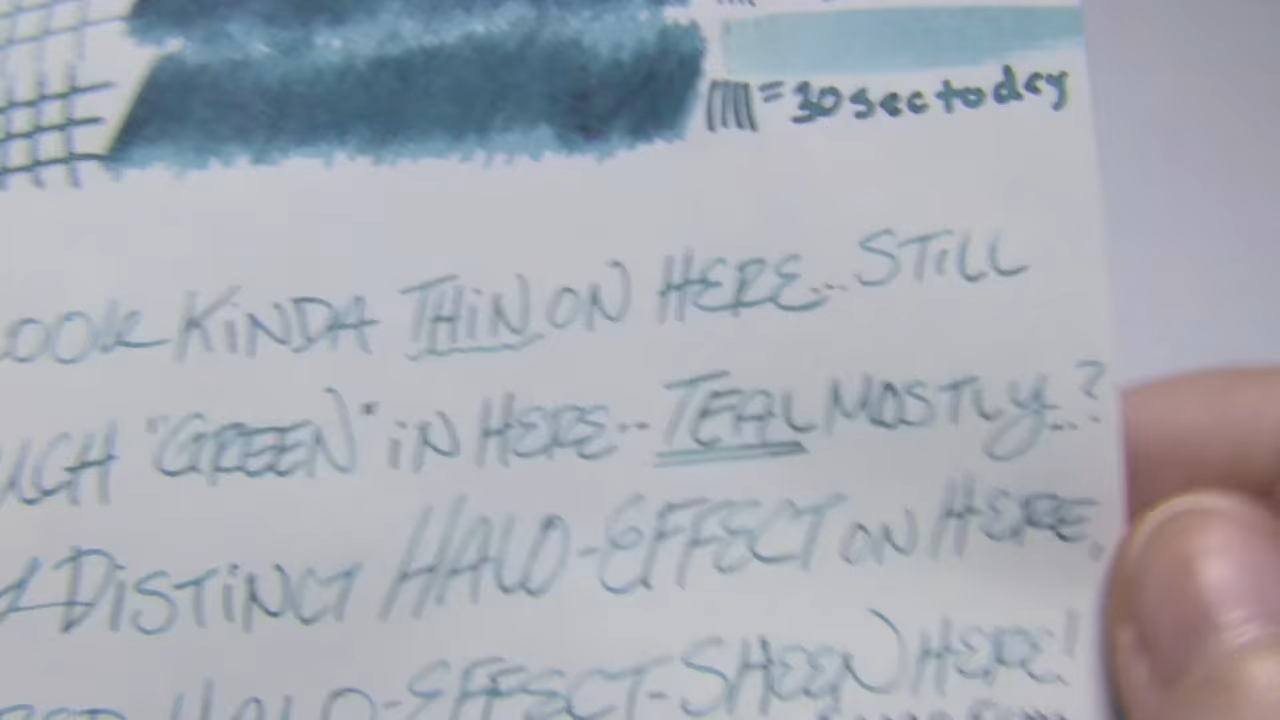 = 30 sec to dry
LOOK KiNDA THiN ON HERE... STiLL
UCH "GREEN" iN HERE... TEAL MOSTLY..?
DiSTiNCT HALO-EFFECT ON HERE.
HALO-EFFECT-SHEEN HERE!